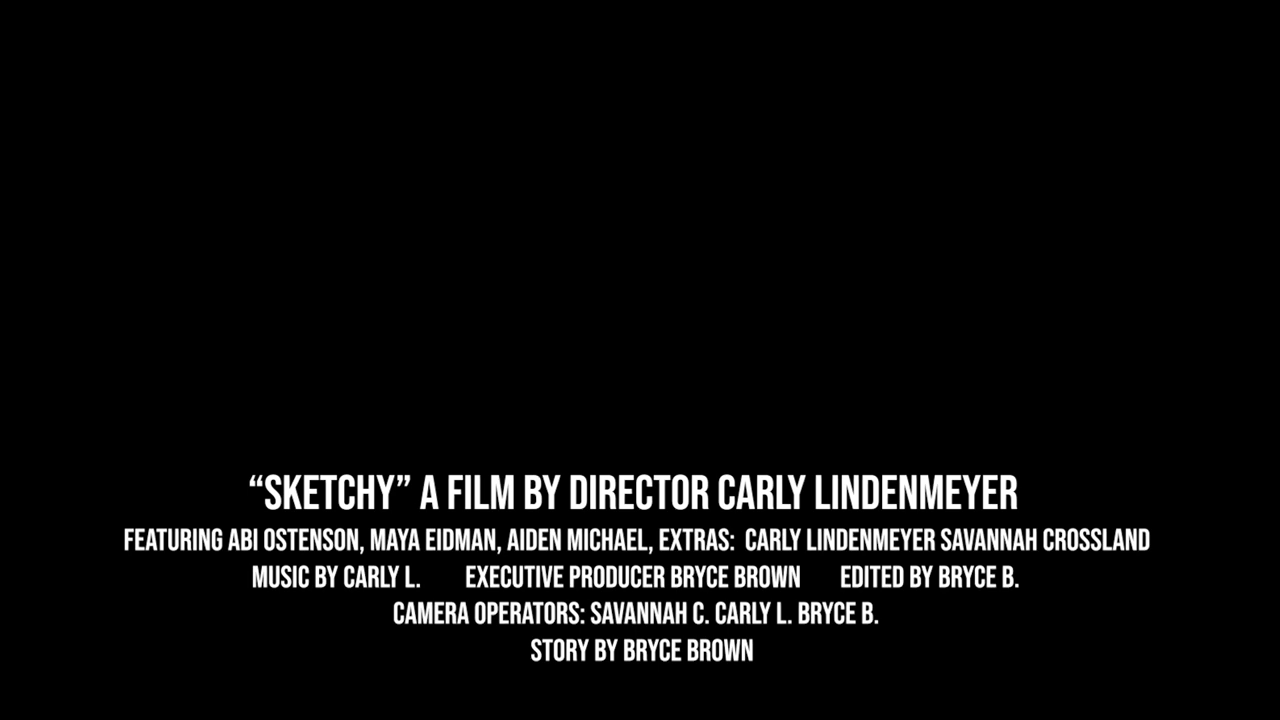 “SKETCHY” A FILM BY DIRECTOR CARLY LINDENMEYER
FEATURING ABI OSTENSON, MAYA EIDMAN, AIDEN MICHAEL, EXTRAS: CARLY LINDENMEYER SAVANNAH CROSSLAND
MUSIC BY CARLY L. EXECUTIVE PRODUCER BRYCE BROWN EDITED BY BRYCE B.
CAMERA OPERATORS: SAVANNAH C. CARLY L. BRYCE B.
STORY BY BRYCE BROWN